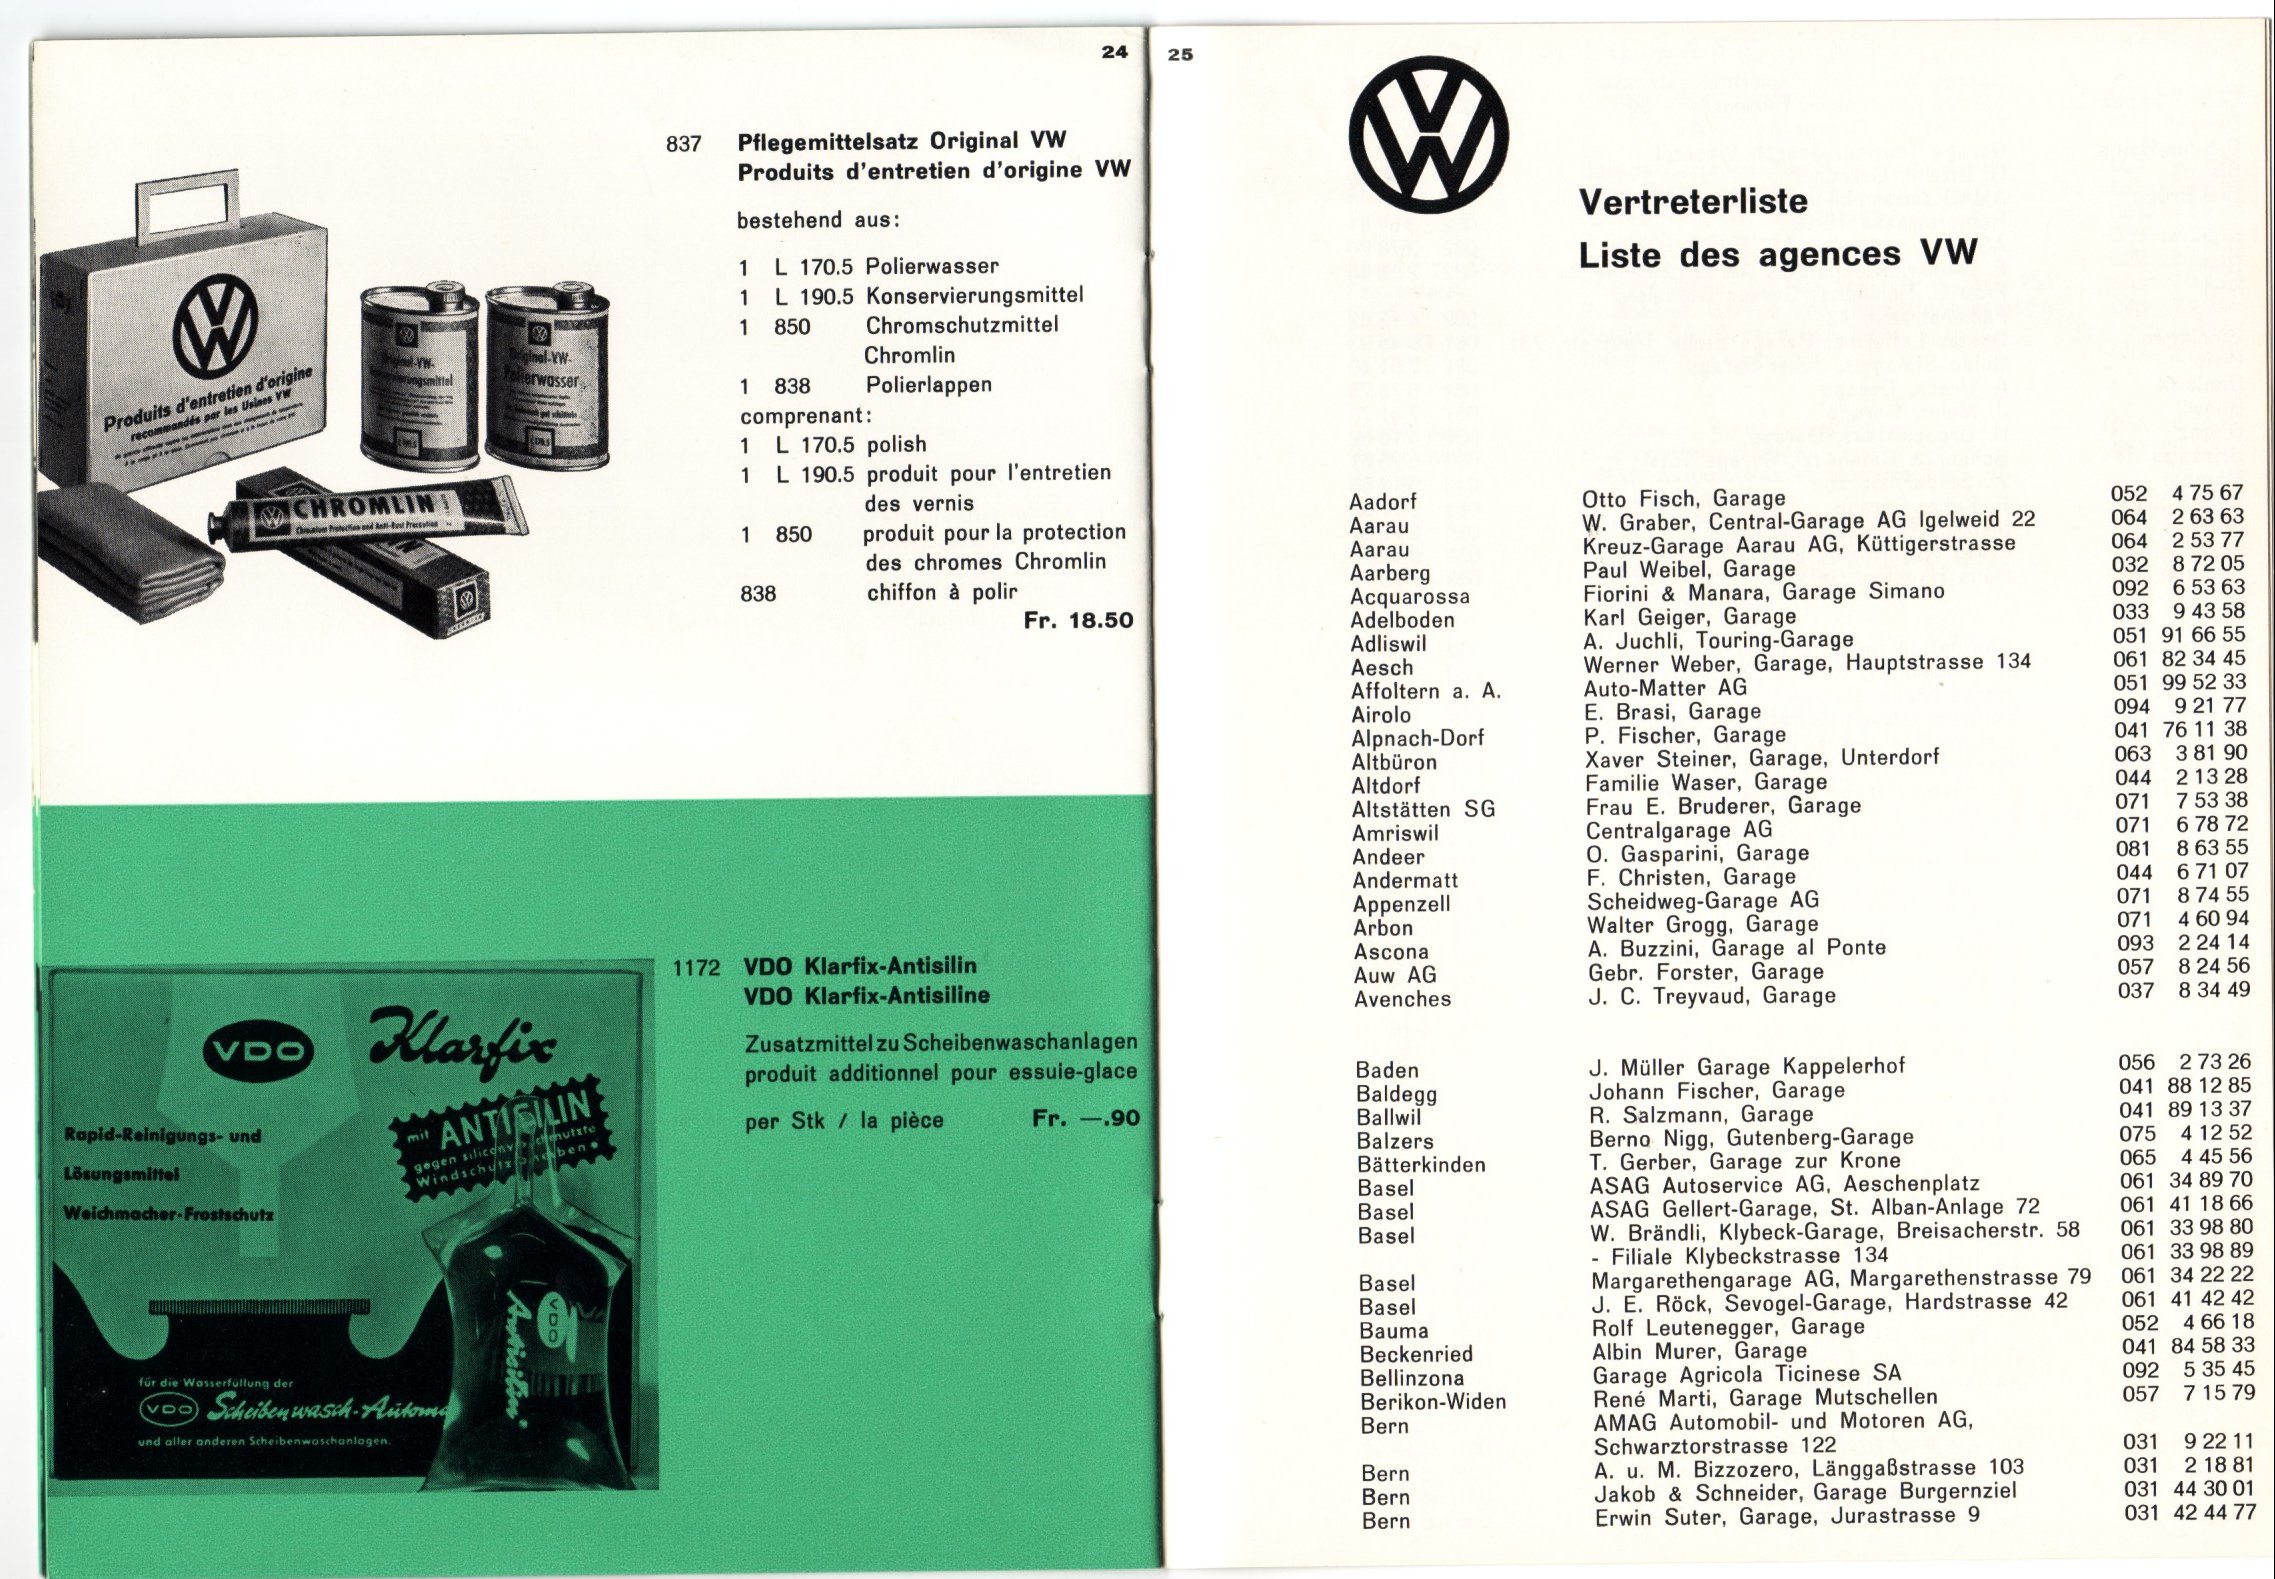 24
837 Pflegemittelsatz Original VW
Produits d'entretien d'origine VW
bestehend aus:
1 L 170.5 Polierwasser
1 L 190.5 Konservierungsmittel
1 850 Chromschutzmittel
Chromlin
1 838 Polierlappen
comprenant:
1 L 170.5 polish
1 L 190.5 produit pour l'entretien
des vernis
1 850 produit pour la protection
des chromes Chromlin
838 chiffon à polir
Fr. 18.50
Produits d'entretien d'origine
recommandés par les Usines VW
Original-VW-
Polierwasser
CHROMLIN
Chromium Protection and Anti-Rust
1172 VDO Klarfix-Antisilin
VDO Klarfix-Antisiline
Zusatzmittel zu Scheibenwaschanlagen
produit additionnel pour essuie-glace
per Stk / la pièce Fr. —.90
VDO
Klarfix
mit ANTISILIN
gegen
Rapid-Reinigungs- und
Lösungsmittel
Weichmacher-Frostschutz
VDO
Antisilin
für die Wasserfüllung der
VDO Scheibenwasch-Automa
und aller anderen Scheibenwaschanlagen.
25
Vertreterliste
Liste des agences VW
Aadorf Otto Fisch, Garage 052 4 75 67
Aarau W. Graber, Central-Garage AG Igelweid 22 064 2 63 63
Aarau Kreuz-Garage Aarau AG, Küttigerstrasse 064 2 53 77
Aarberg Paul Weibel, Garage 032 8 72 05
Acquarossa Fiorini & Manara, Garage Simano 092 6 53 63
Adelboden Karl Geiger, Garage 033 9 43 58
Adliswil A. Juchli, Touring-Garage 051 91 66 55
Aesch Werner Weber, Garage, Hauptstrasse 134 061 82 34 45
Affoltern a. A. Auto-Matter AG 051 99 52 33
Airolo E. Brasi, Garage 094 9 21 77
Alpnach-Dorf P. Fischer, Garage 041 76 11 38
Altbüron Xaver Steiner, Garage, Unterdorf 063 3 81 90
Altdorf Familie Waser, Garage 044 2 13 28
Altstätten SG Frau E. Bruderer, Garage 071 7 53 38
Amriswil Centralgarage AG 071 6 78 72
Andeer O. Gasparini, Garage 081 8 63 55
Andermatt F. Christen, Garage 044 6 71 07
Appenzell Scheidweg-Garage AG 071 8 74 55
Arbon Walter Grogg, Garage 071 4 60 94
Ascona A. Buzzini, Garage al Ponte 093 2 24 14
Auw AG Gebr. Forster, Garage 057 8 24 56
Avenches J. C. Treyvaud, Garage 037 8 34 49
Baden J. Müller Garage Kappelerhof 056 2 73 26
Baldegg Johann Fischer, Garage 041 88 12 85
Ballwil R. Salzmann, Garage 041 89 13 37
Balzers Berno Nigg, Gutenberg-Garage 075 4 12 52
Bätterkinden T. Gerber, Garage zur Krone 065 4 45 56
Basel ASAG Autoservice AG, Aeschenplatz 061 34 89 70
Basel ASAG Gellert-Garage, St. Alban-Anlage 72 061 41 18 66
Basel W. Brändli, Klybeck-Garage, Breisacherstr. 58 061 33 98 80
- Filiale Klybeckstrasse 134 061 33 98 89
Basel Margarethengarage AG, Margarethenstrasse 79 061 34 22 22
Basel J. E. Röck, Sevogel-Garage, Hardstrasse 42 061 41 42 42
Bauma Rolf Leutenegger, Garage 052 4 66 18
Beckenried Albin Murer, Garage 041 84 58 33
Bellinzona Garage Agricola Ticinese SA 092 5 35 45
Berikon-Widen René Marti, Garage Mutschellen 057 7 15 79
Bern AMAG Automobil- und Motoren AG,
Schwarztorstrasse 122 031 9 22 11
Bern A. u. M. Bizzozero, Länggaßstrasse 103 031 2 18 81
Bern Jakob & Schneider, Garage Burgernziel 031 44 30 01
Bern Erwin Suter, Garage, Jurastrasse 9 031 42 44 77